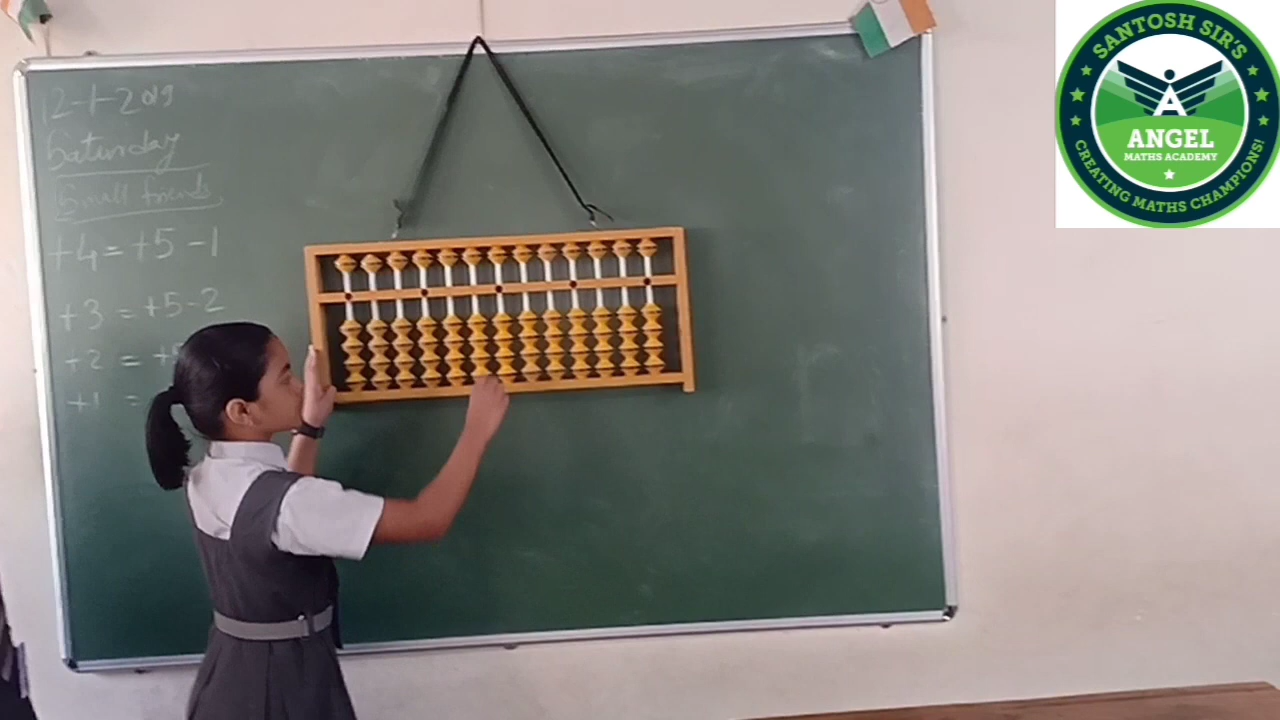 12-1-2019
Saturday
Small friends
+4=+5-1
+3=+5-2
+2 = +
+1 =
SANTOSH SIR'S
A
ANGEL
MATHS ACADEMY
CREATING MATHS CHAMPIONS!